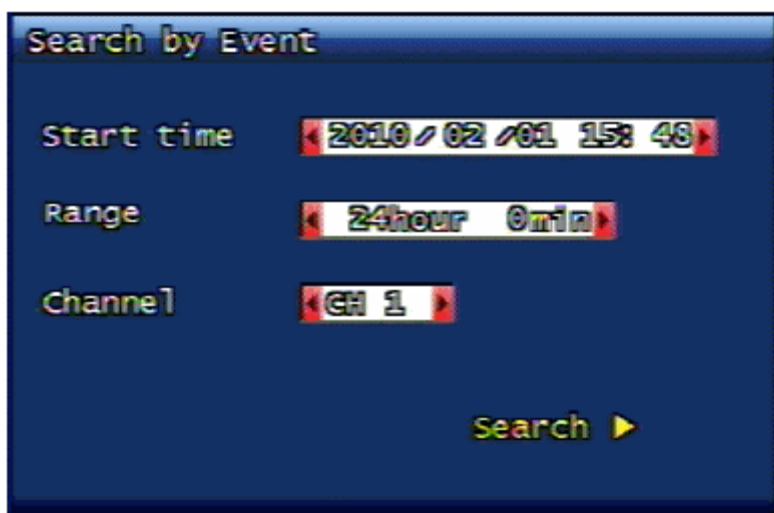 Search by Event
Start time 2010/02/01 15:48
Range 24hour 0min
Channel CH 1
Search